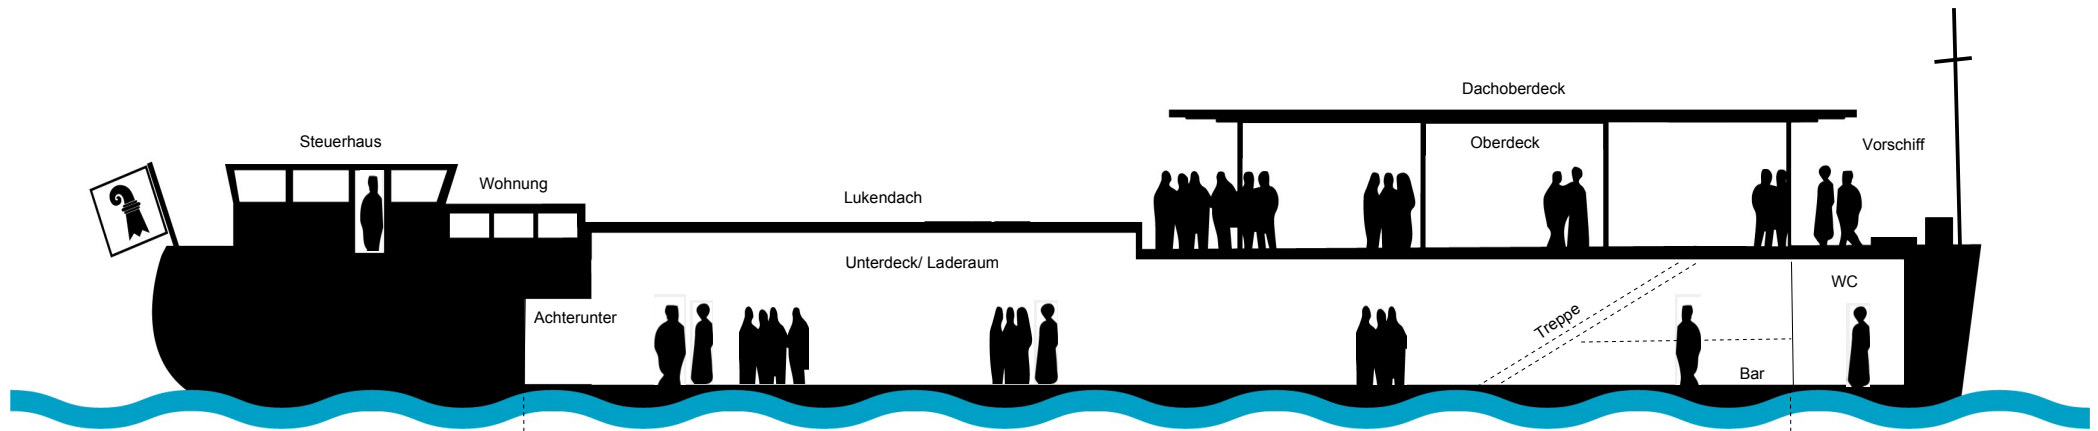 Dachoberdeck
Steuerhaus
Oberdeck
Vorschiff
Wohnung
Lukendach
Unterdeck/ Laderaum
WC
Achterunter
Treppe
Bar